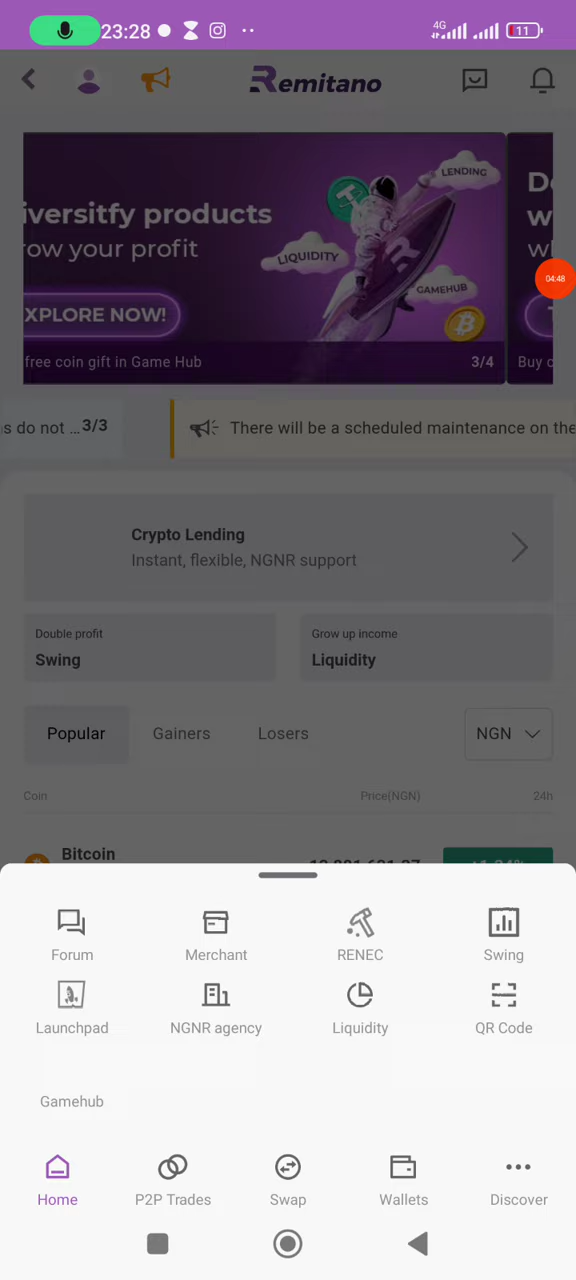 23:28
4G
11
Remitano
iversitfy products
row your profit
XPLORE NOW!
free coin gift in Game Hub
3/4
LENDING
LIQUIDITY
GAMEHUB
Buy c
04:48
s do not ... 3/3
There will be a scheduled maintenance on the
Crypto Lending
Instant, flexible, NGNR support
Double profit
Swing
Grow up income
Liquidity
Popular
Gainers
Losers
NGN
Coin
Price(NGN)
24h
Bitcoin
Forum
Merchant
RENEC
Swing
Launchpad
NGNR agency
Liquidity
QR Code
Gamehub
Home
P2P Trades
Swap
Wallets
Discover